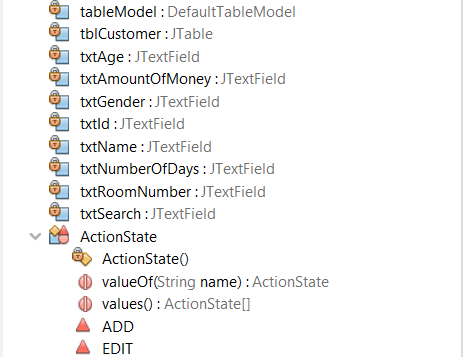 tableModel : DefaultTableModel
tblCustomer : JTable
txtAge : JTextField
txtAmountOfMoney : JTextField
txtGender : JTextField
txtId : JTextField
txtName : JTextField
txtNumberOfDays : JTextField
txtRoomNumber : JTextField
txtSearch : JTextField
ActionState
ActionState()
valueOf(String name) : ActionState
values() : ActionState[]
ADD
EDIT